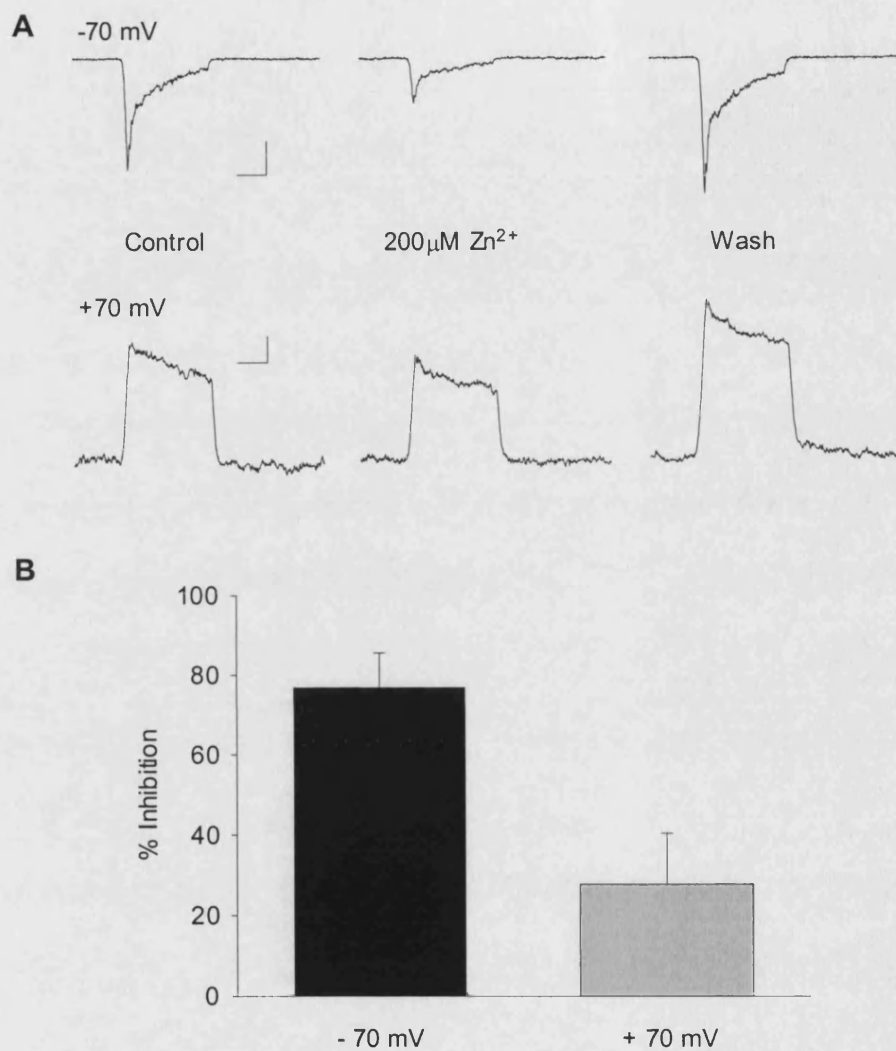 A
-70 mV
Control
200μM Zn²⁺
Wash
+70 mV
B
100
80
60
40
20
0
% Inhibition
- 70 mV
+ 70 mV